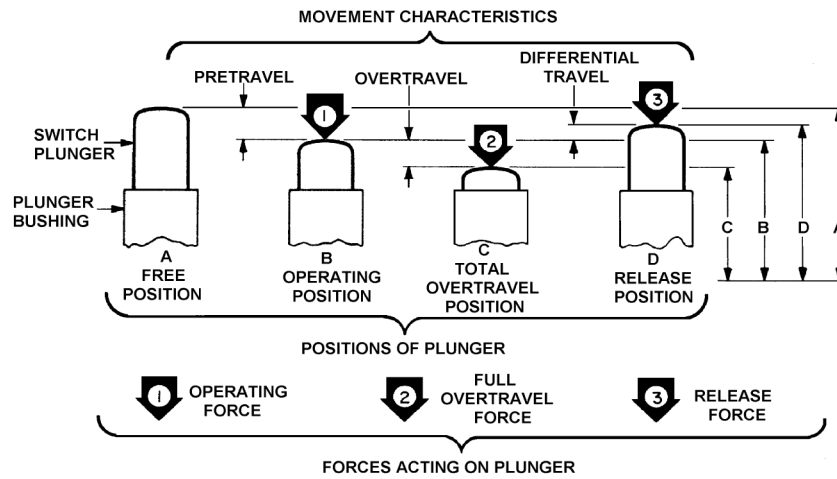 MOVEMENT CHARACTERISTICS
PRETRAVEL
OVERTRAVEL
DIFFERENTIAL
TRAVEL
1
2
3
SWITCH
PLUNGER
PLUNGER
BUSHING
A
FREE
POSITION
B
OPERATING
POSITION
C
TOTAL
OVERTRAVEL
POSITION
D
RELEASE
POSITION
C
B
D
A
POSITIONS OF PLUNGER
1
OPERATING
FORCE
2
FULL
OVERTRAVEL
FORCE
3
RELEASE
FORCE
FORCES ACTING ON PLUNGER